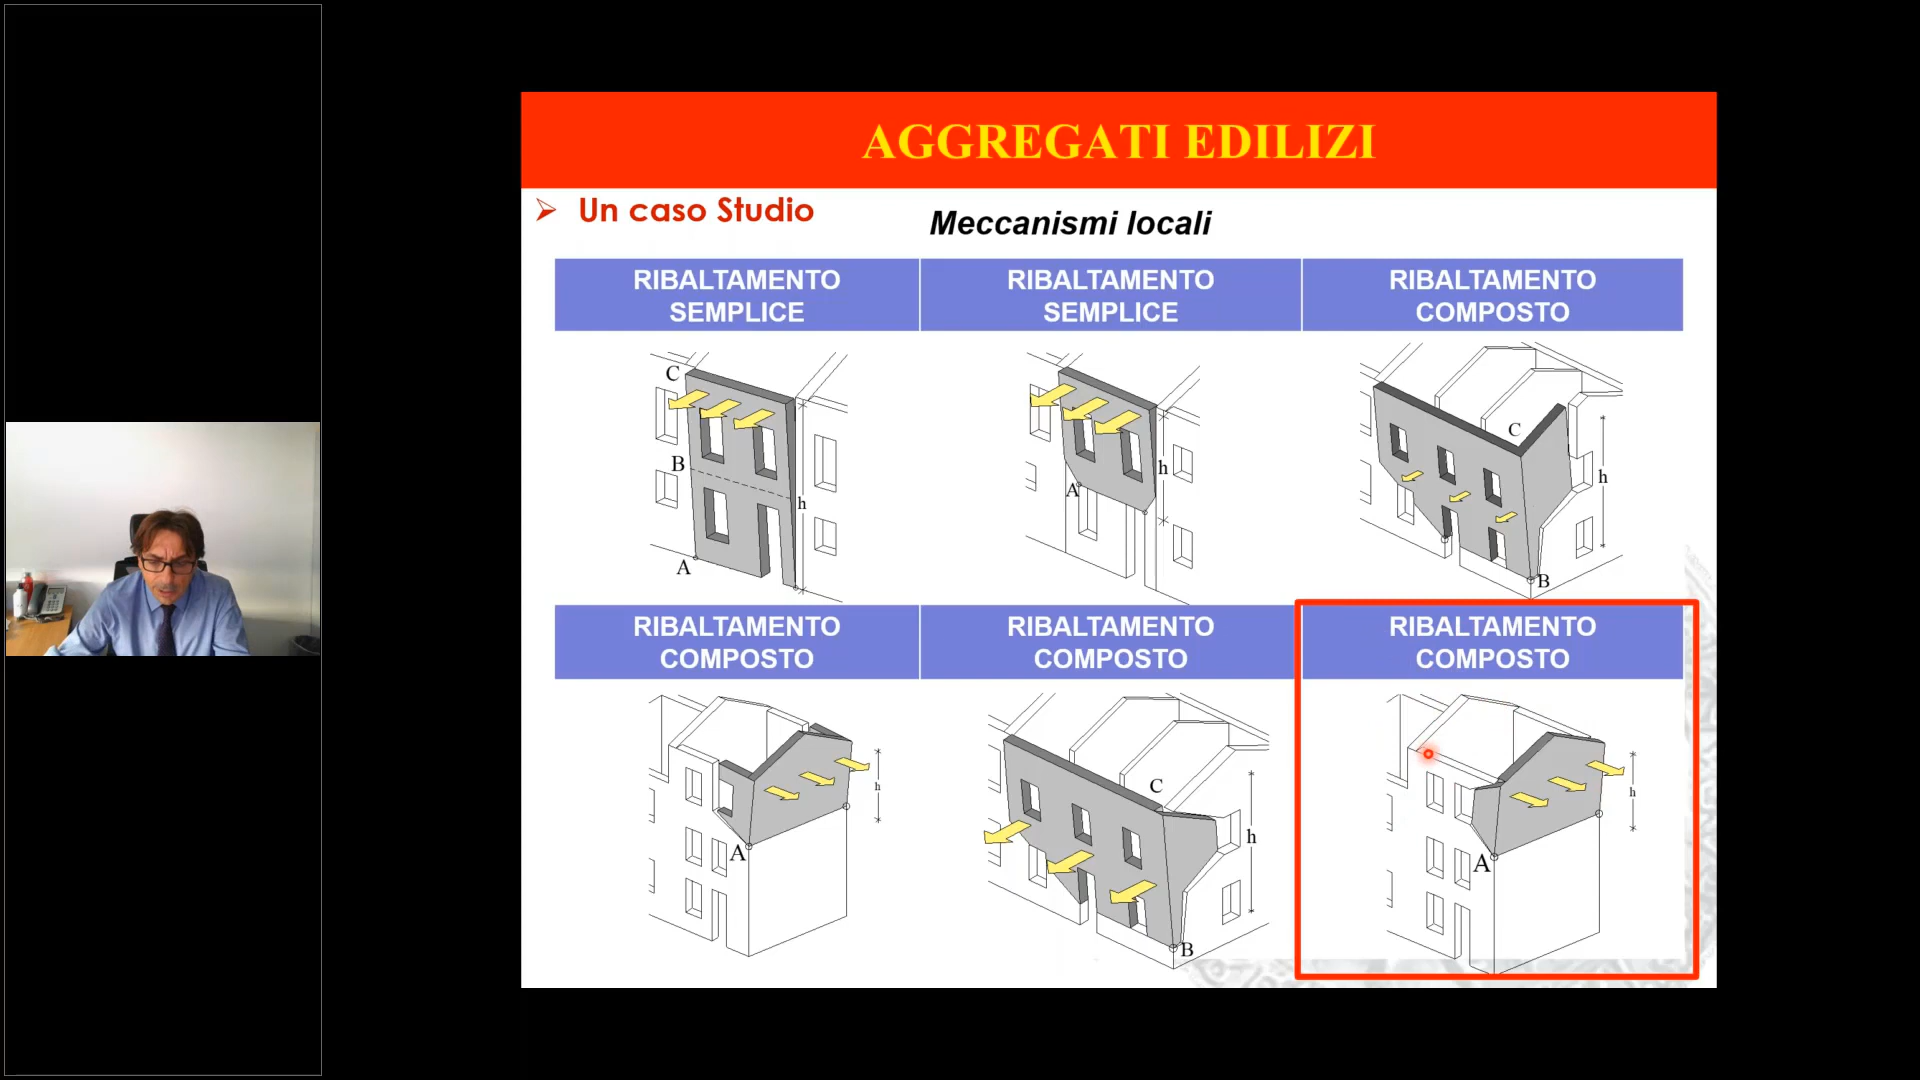 AGGREGATI EDILIZI
Un caso Studio
Meccanismi locali
RIBALTAMENTO
SEMPLICE
RIBALTAMENTO
SEMPLICE
RIBALTAMENTO
COMPOSTO
C
B
A
h
A
h
C
h
B
RIBALTAMENTO
COMPOSTO
RIBALTAMENTO
COMPOSTO
RIBALTAMENTO
COMPOSTO
A
h
C
h
B
A
h